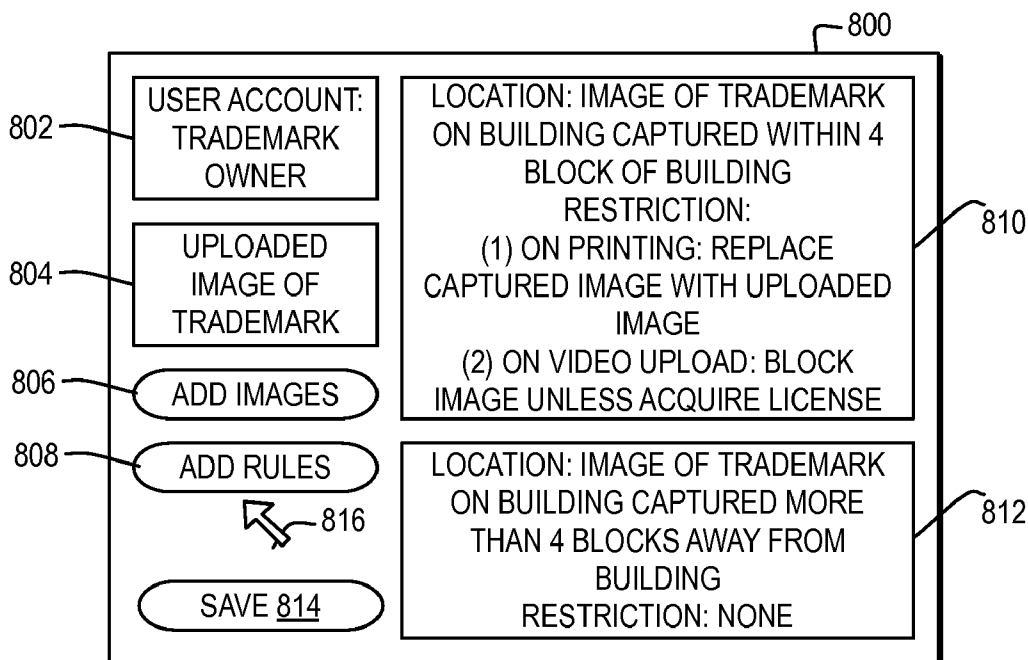 800
802
USER ACCOUNT:
TRADEMARK
OWNER
804
UPLOADED
IMAGE OF
TRADEMARK
806
ADD IMAGES
808
ADD RULES
816
SAVE 814
LOCATION: IMAGE OF TRADEMARK
ON BUILDING CAPTURED WITHIN 4
BLOCK OF BUILDING
RESTRICTION:
(1) ON PRINTING: REPLACE
CAPTURED IMAGE WITH UPLOADED
IMAGE
(2) ON VIDEO UPLOAD: BLOCK
IMAGE UNLESS ACQUIRE LICENSE
810
LOCATION: IMAGE OF TRADEMARK
ON BUILDING CAPTURED MORE
THAN 4 BLOCKS AWAY FROM
BUILDING
RESTRICTION: NONE
812